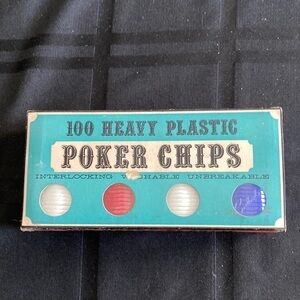 100 HEAVY PLASTIC
POKER CHIPS
INTERLOCKING WASHABLE UNBREAKABLE